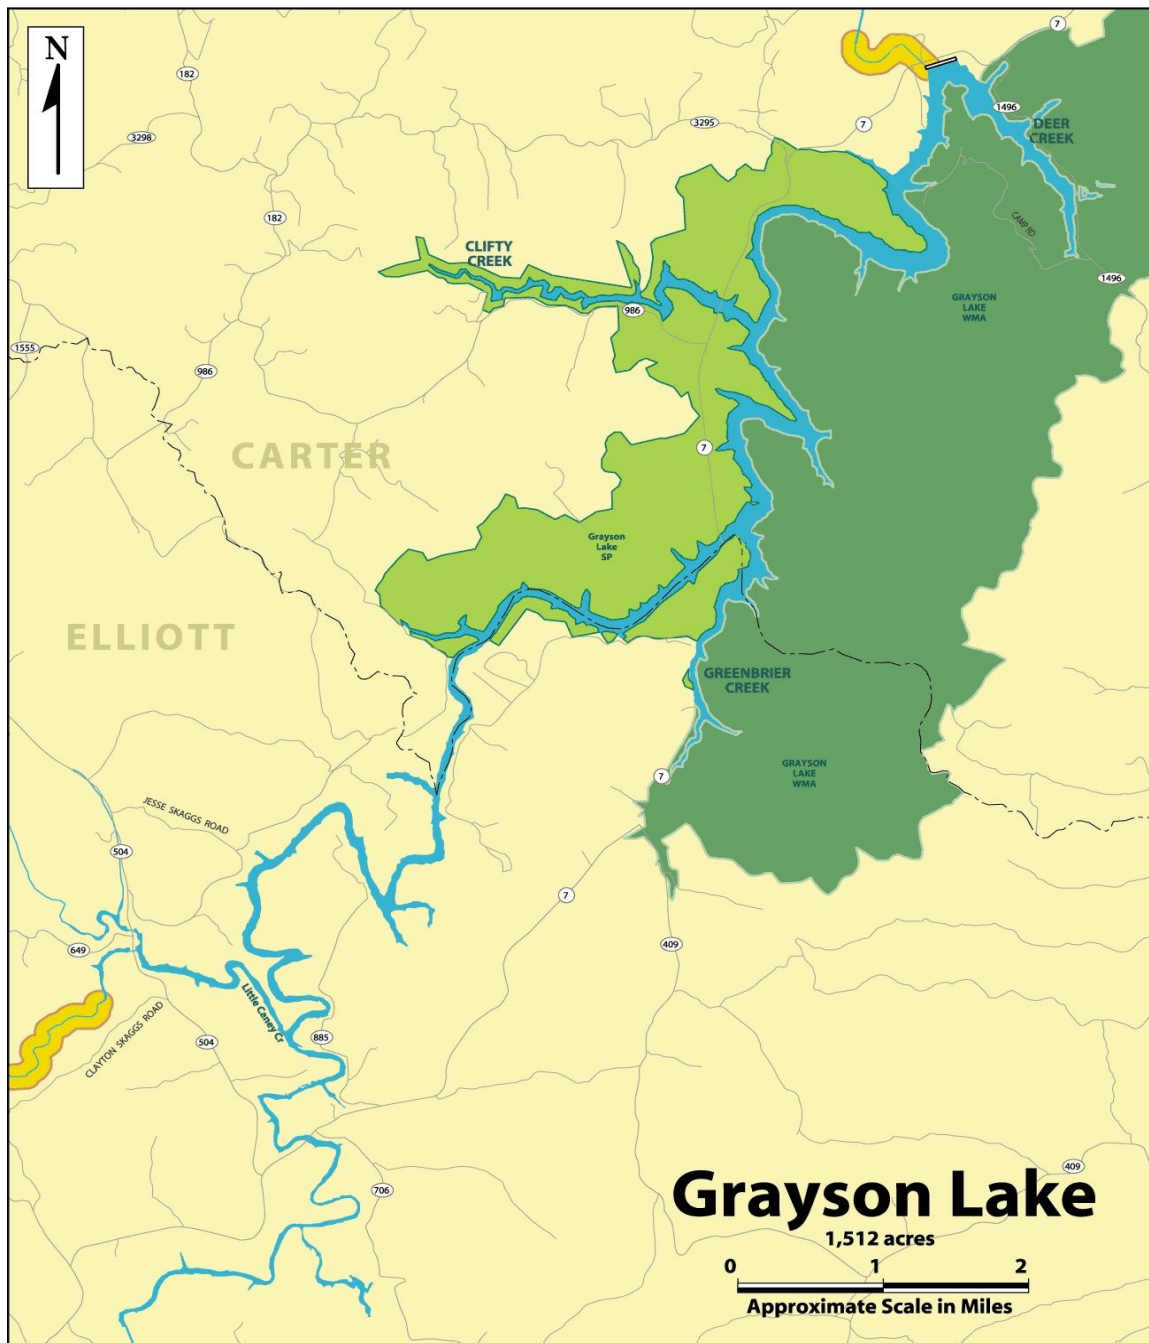 N
7
182
3295
7
1496
DEER
CREEK
3298
182
CAMP RD
CLIFTY
CREEK
1496
986
GRAYSON
LAKE
WMA
1555
986
CARTER
7
Grayson
Lake
SP
ELLIOTT
GREENBRIER
CREEK
7
GRAYSON
LAKE
WMA
JESSE SKAGGS ROAD
504
7
649
409
Little Caney Cr
CLAYTON SKAGGS ROAD
504
885
409
706
Grayson Lake
1,512 acres
0 1 2
Approximate Scale in Miles